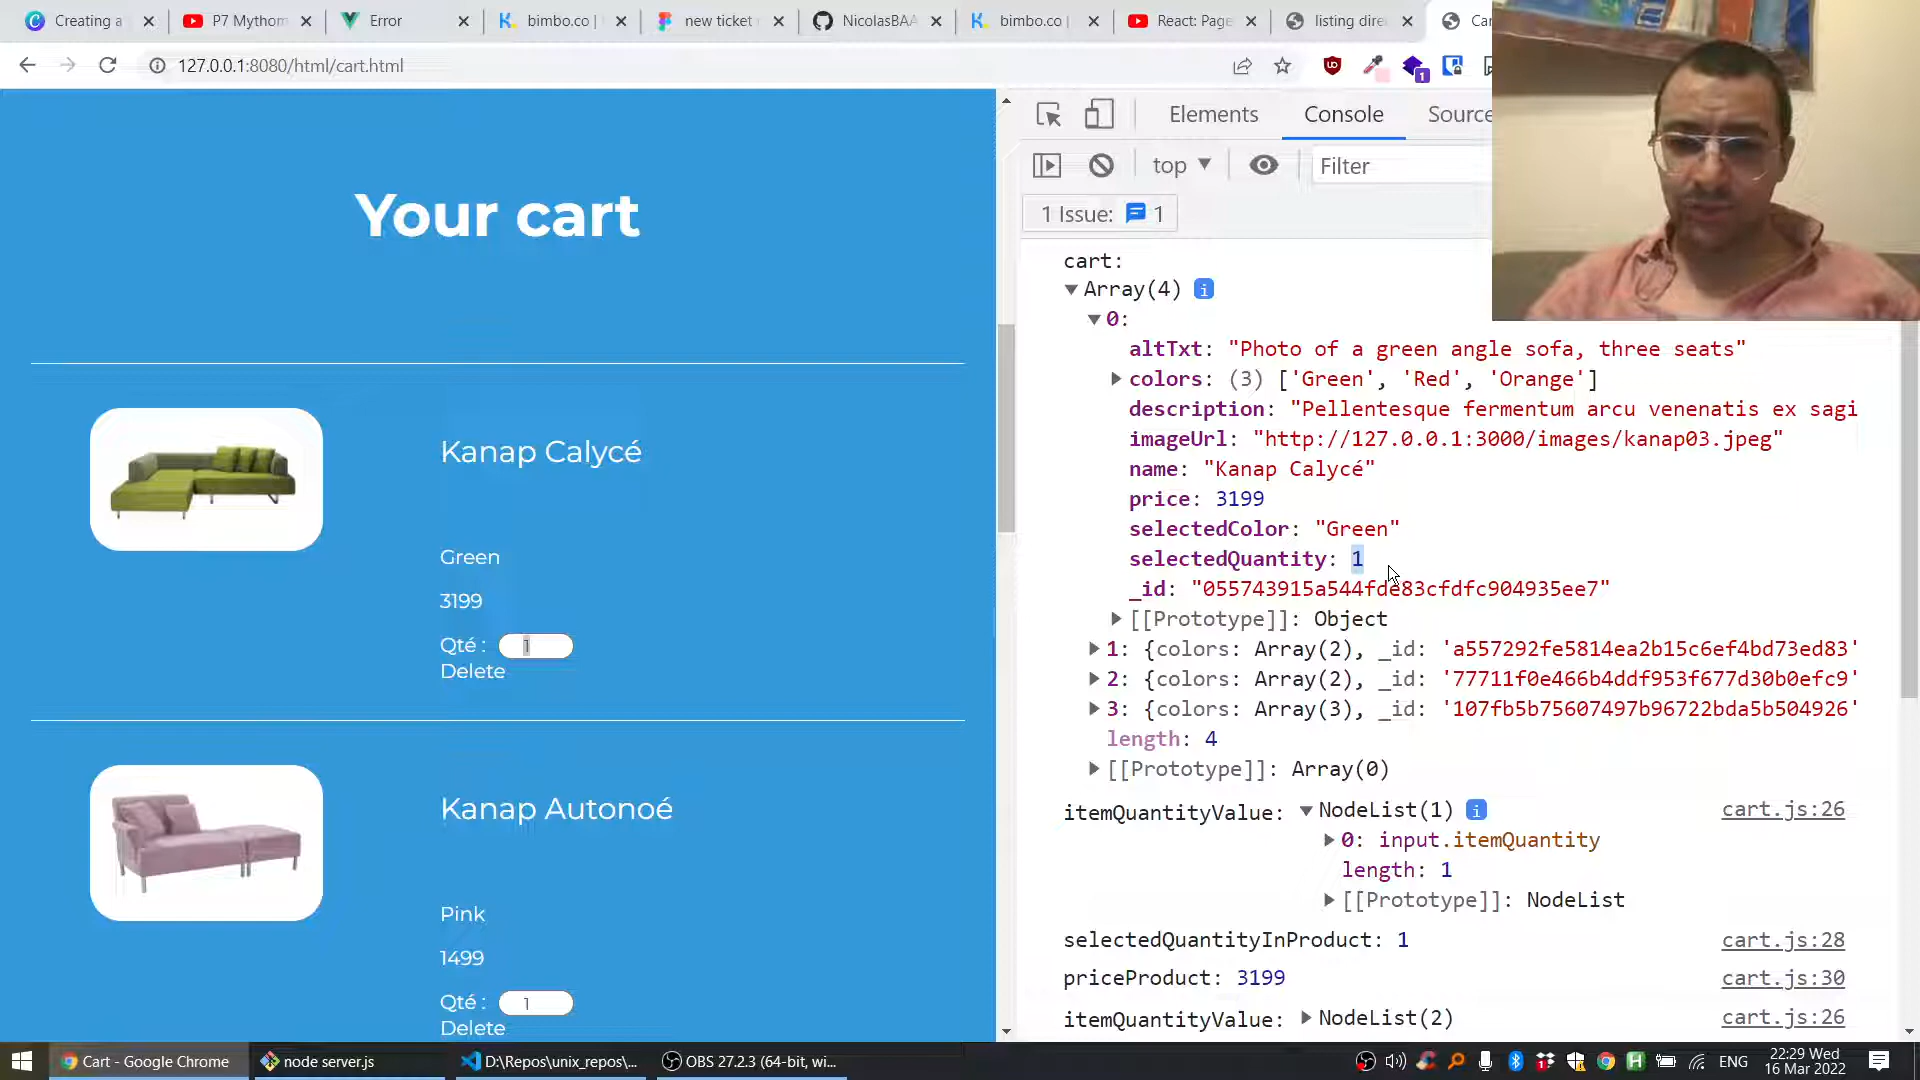 Creating a
P7 Mythom
Error
bimbo.co |
new ticket
NicolasBAA
bimbo.co |
React: Page
listing dire
Ca
127.0.0.1:8080/html/cart.html
1
Elements
Console
Source
top
Filter
1 Issue: 1
Your cart
Kanap Calycé
Green
3199
Qté : 1
Delete
Kanap Autonoé
Pink
1499
Qté : 1
Delete
cart:
Array(4)
0:
altTxt: "Photo of a green angle sofa, three seats"
colors: (3) ['Green', 'Red', 'Orange']
description: "Pellentesque fermentum arcu venenatis ex sagi
imageUrl: "http://127.0.0.1:3000/images/kanap03.jpeg"
name: "Kanap Calycé"
price: 3199
selectedColor: "Green"
selectedQuantity: 1
_id: "055743915a544fde83cfdfc904935ee7"
[[Prototype]]: Object
1: {colors: Array(2), _id: 'a557292fe5814ea2b15c6ef4bd73ed83'
2: {colors: Array(2), _id: '77711f0e466b4ddf953f677d30b0efc9'
3: {colors: Array(3), _id: '107fb5b75607497b96722bda5b504926'
length: 4
[[Prototype]]: Array(0)
itemQuantityValue: NodeList(1) cart.js:26
0: input.itemQuantity
length: 1
[[Prototype]]: NodeList
selectedQuantityInProduct: 1 cart.js:28
priceProduct: 3199 cart.js:30
itemQuantityValue: NodeList(2) cart.js:26
Cart - Google Chrome
node server.js
D:\Repos\unix_repos\...
OBS 27.2.3 (64-bit, wi...
ENG
22:29 Wed
16 Mar 2022